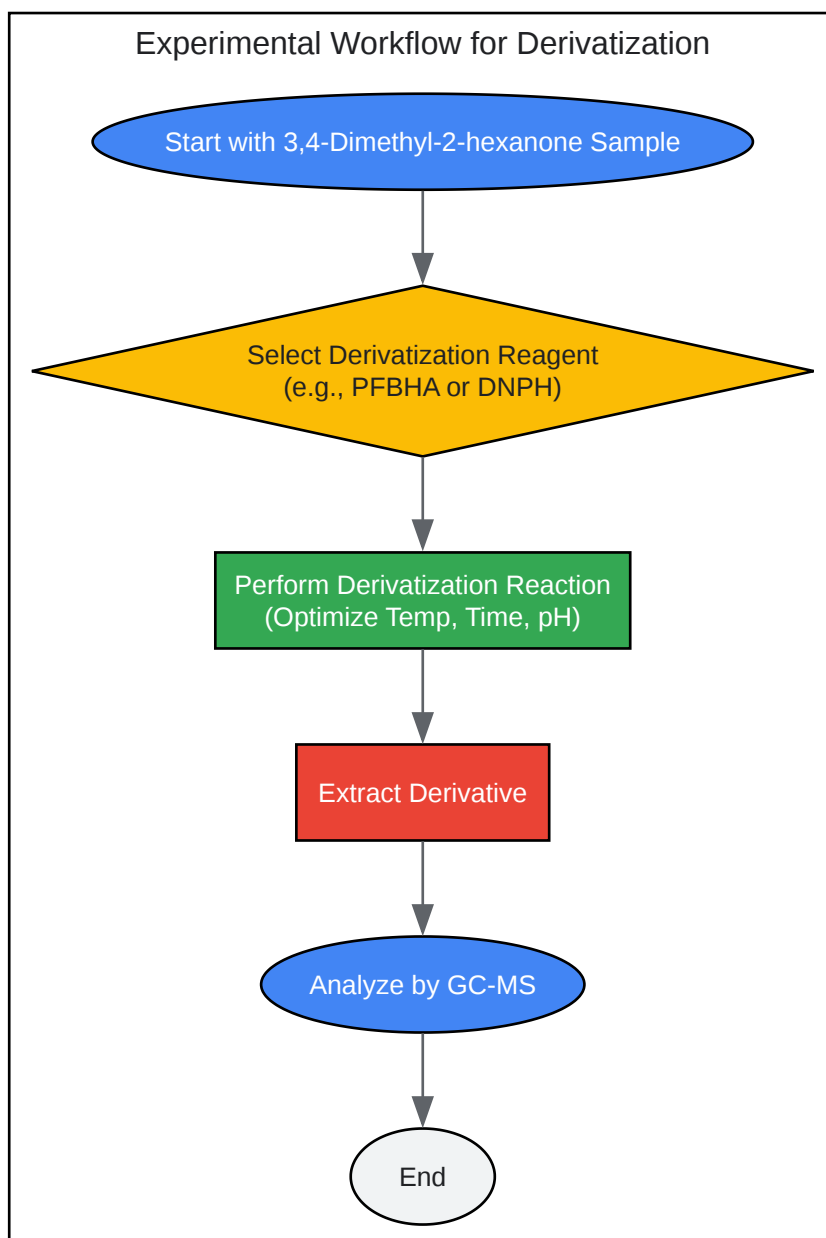 Experimental Workflow for Derivatization
Start with 3,4-Dimethyl-2-hexanone Sample
Select Derivatization Reagent
(e.g., PFBHA or DNPH)
Perform Derivatization Reaction
(Optimize Temp, Time, pH)
Extract Derivative
Analyze by GC-MS
End